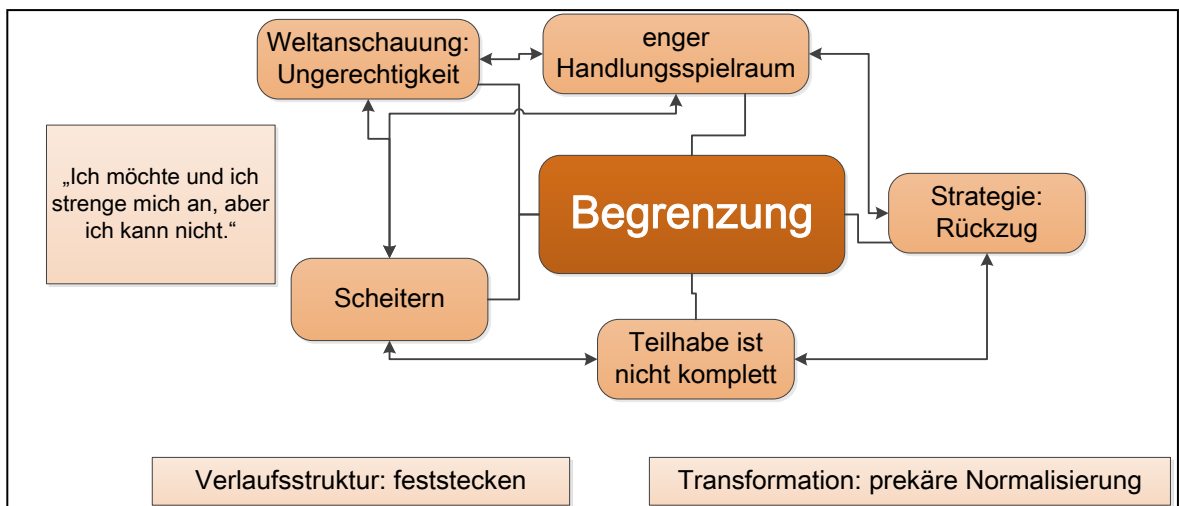 Weltanschauung:
Ungerechtigkeit
enger
Handlungsspielraum
„Ich möchte und ich
strenge mich an, aber
ich kann nicht.“
Begrenzung
Strategie:
Rückzug
Scheitern
Teilhabe ist
nicht komplett
Verlaufsstruktur: feststecken
Transformation: prekäre Normalisierung